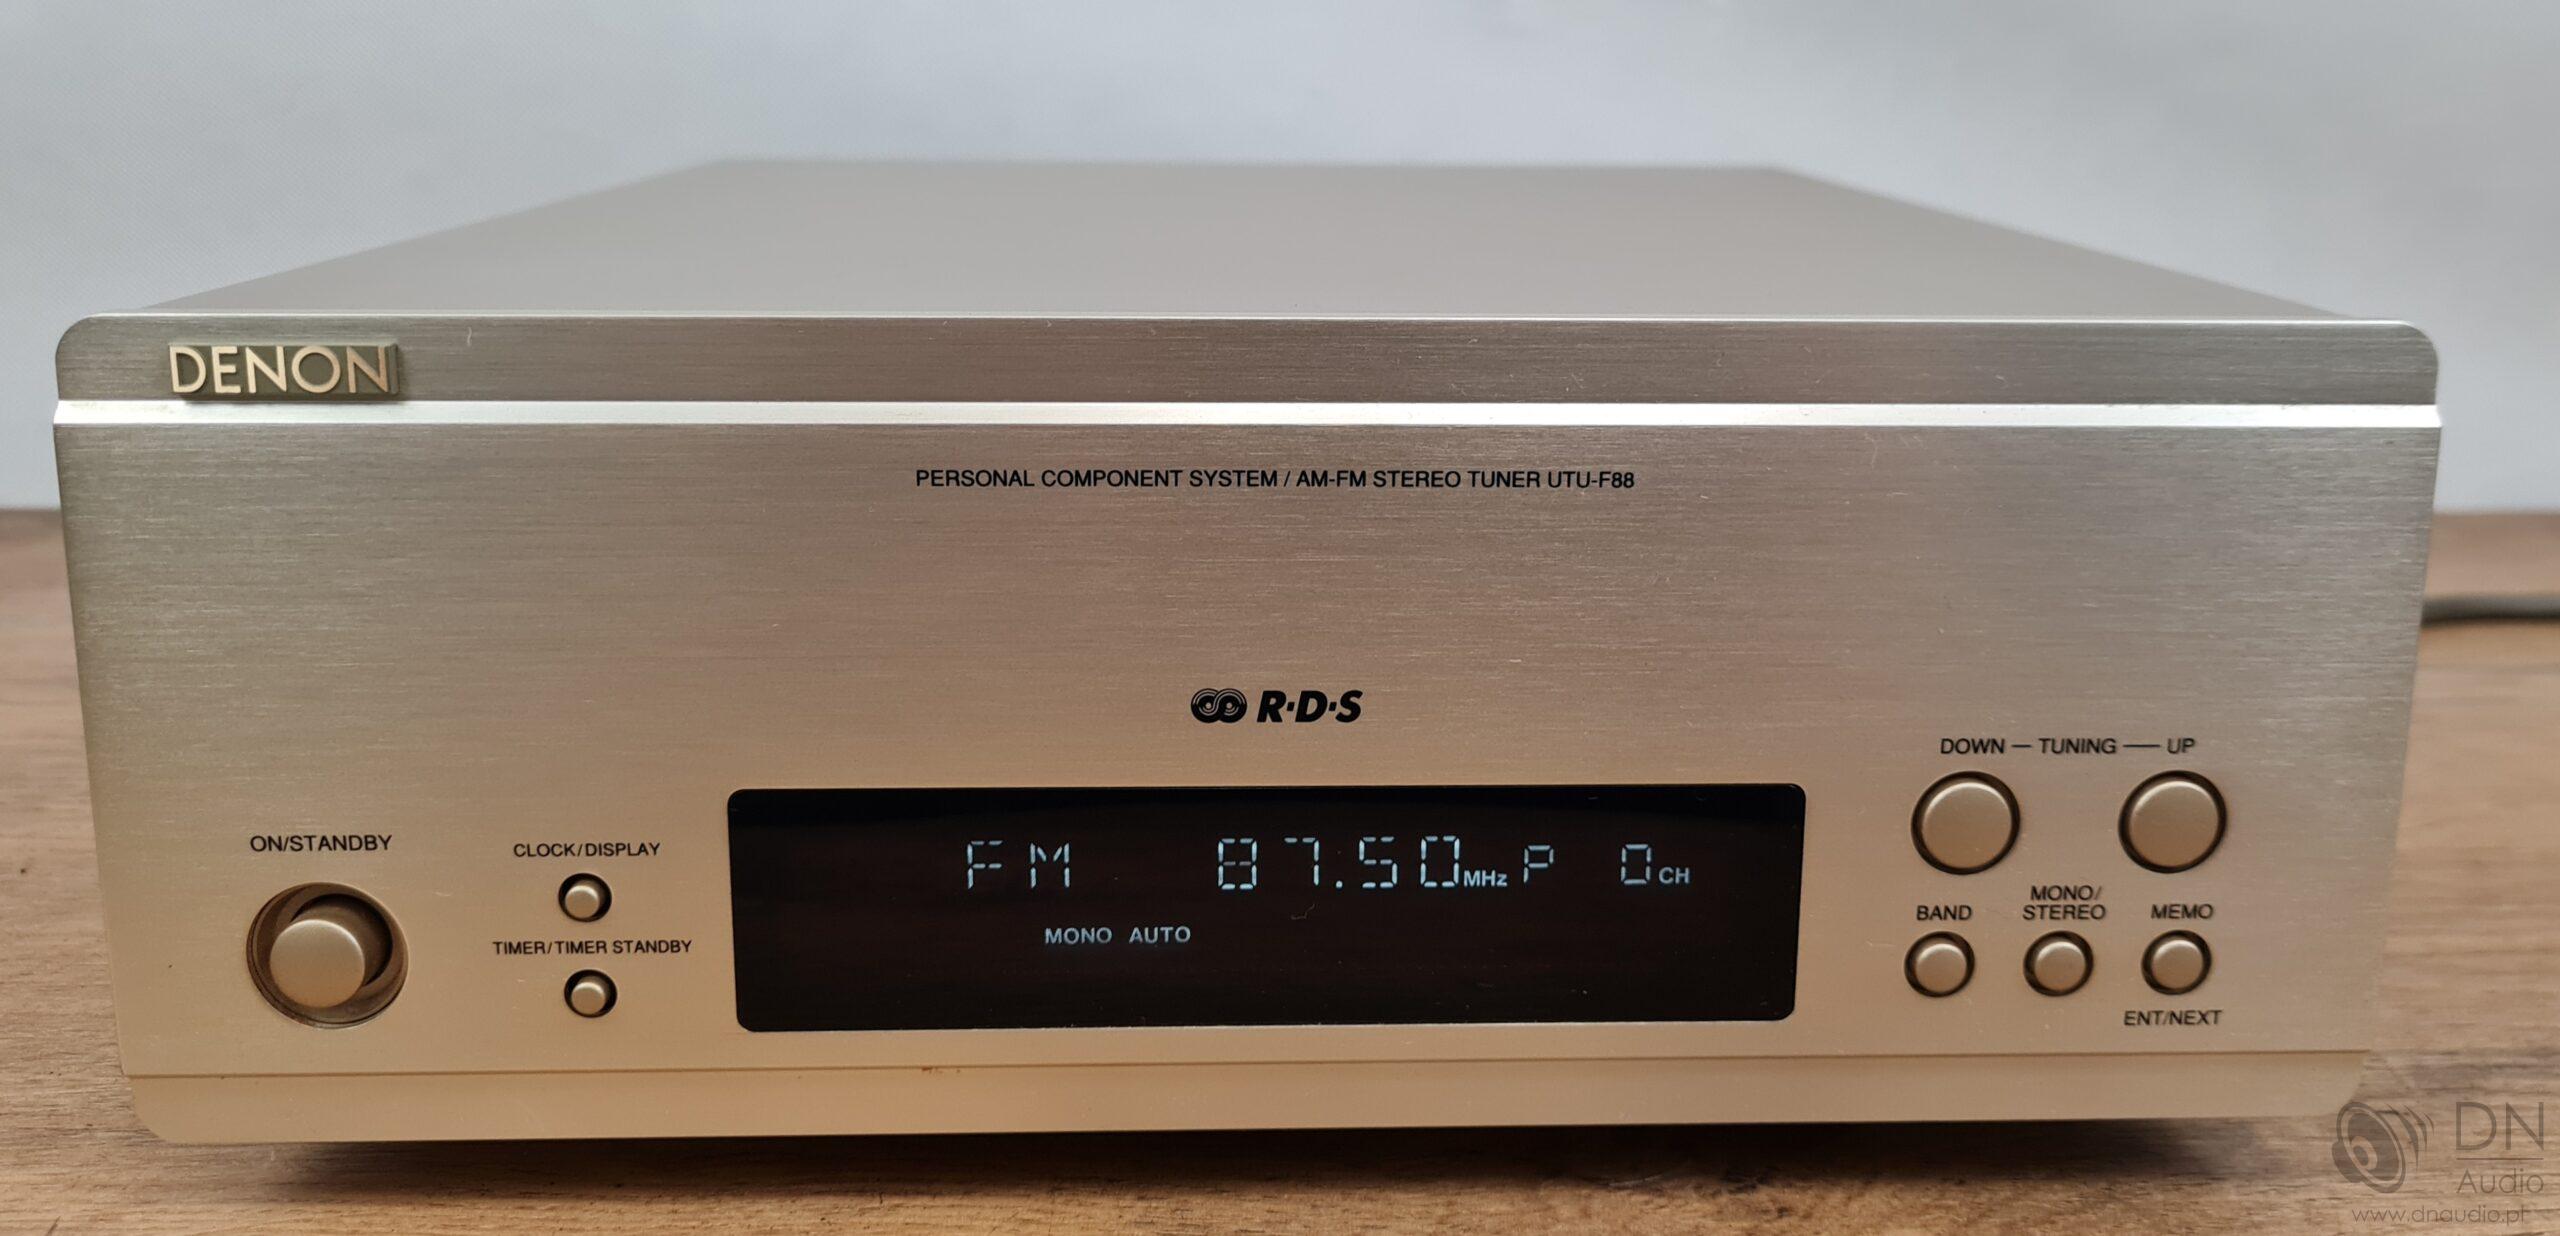 DENON
PERSONAL COMPONENT SYSTEM / AM-FM STEREO TUNER UTU-F88
R·D·S
DOWN — TUNING — UP
ON/STANDBY
CLOCK/DISPLAY
TIMER/TIMER STANDBY
FM 87.50MHz P 0CH
MONO AUTO
BAND
MONO/
STEREO
MEMO
ENT/NEXT
DN
Audio
www.dnaudio.pl